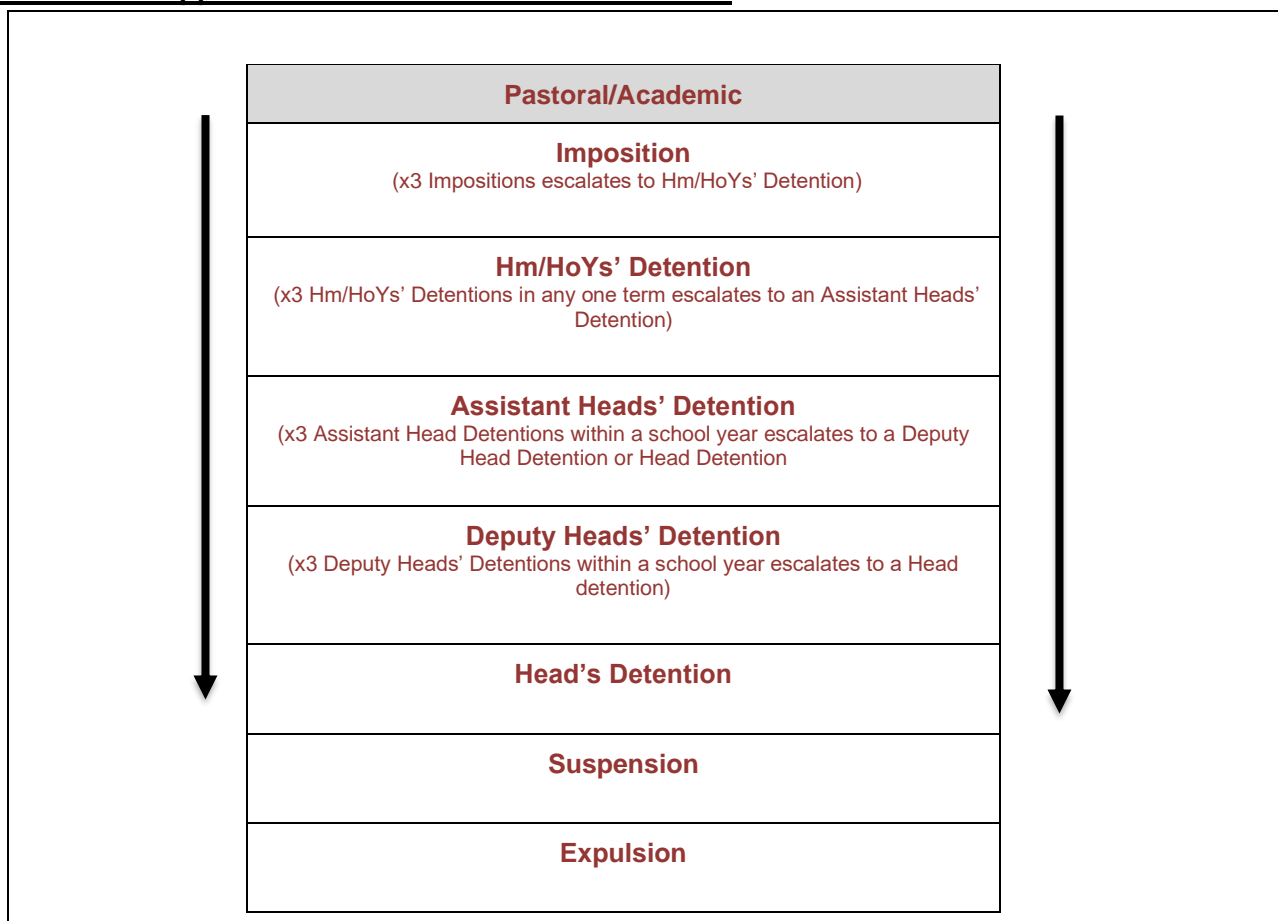 Pastoral/Academic
Imposition
(x3 Impositions escalates to Hm/HoYs’ Detention)
Hm/HoYs’ Detention
(x3 Hm/HoYs’ Detentions in any one term escalates to an Assistant Heads’
Detention)
Assistant Heads’ Detention
(x3 Assistant Head Detentions within a school year escalates to a Deputy
Head Detention or Head Detention
Deputy Heads’ Detention
(x3 Deputy Heads’ Detentions within a school year escalates to a Head
detention)
Head’s Detention
Suspension
Expulsion